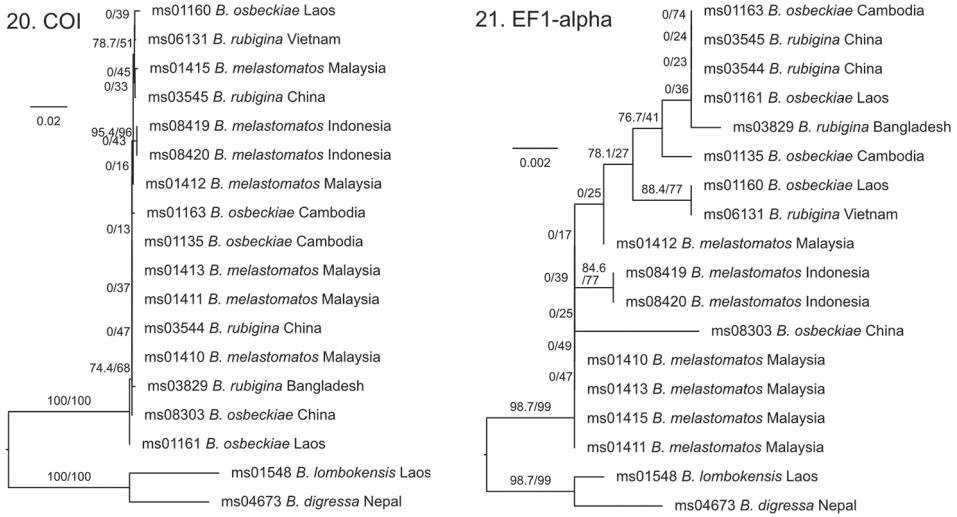 20. COI
0/39
ms01160 B. osbeckiae Laos
78.7/51
ms06131 B. rubigina Vietnam
0/45
ms01415 B. melastomatos Malaysia
0/33
ms03545 B. rubigina China
0.02
95.4/96
ms08419 B. melastomatos Indonesia
0/43
ms08420 B. melastomatos Indonesia
0/16
ms01412 B. melastomatos Malaysia
ms01163 B. osbeckiae Cambodia
0/13
ms01135 B. osbeckiae Cambodia
ms01413 B. melastomatos Malaysia
0/37
ms01411 B. melastomatos Malaysia
0/47
ms03544 B. rubigina China
ms01410 B. melastomatos Malaysia
74.4/68
ms03829 B. rubigina Bangladesh
100/100
ms08303 B. osbeckiae China
ms01161 B. osbeckiae Laos
100/100
ms01548 B. lombokensis Laos
ms04673 B. digressa Nepal
21. EF1-alpha
0/74
ms01163 B. osbeckiae Cambodia
0/24
ms03545 B. rubigina China
0/23
ms03544 B. rubigina China
0/36
ms01161 B. osbeckiae Laos
76.7/41
ms03829 B. rubigina Bangladesh
0.002
78.1/27
ms01135 B. osbeckiae Cambodia
88.4/77
ms01160 B. osbeckiae Laos
0/25
ms06131 B. rubigina Vietnam
0/17
ms01412 B. melastomatos Malaysia
0/39
84.6
/77
ms08419 B. melastomatos Indonesia
ms08420 B. melastomatos Indonesia
0/25
ms08303 B. osbeckiae China
0/49
ms01410 B. melastomatos Malaysia
0/47
ms01413 B. melastomatos Malaysia
98.7/99
ms01415 B. melastomatos Malaysia
ms01411 B. melastomatos Malaysia
98.7/99
ms01548 B. lombokensis Laos
ms04673 B. digressa Nepal